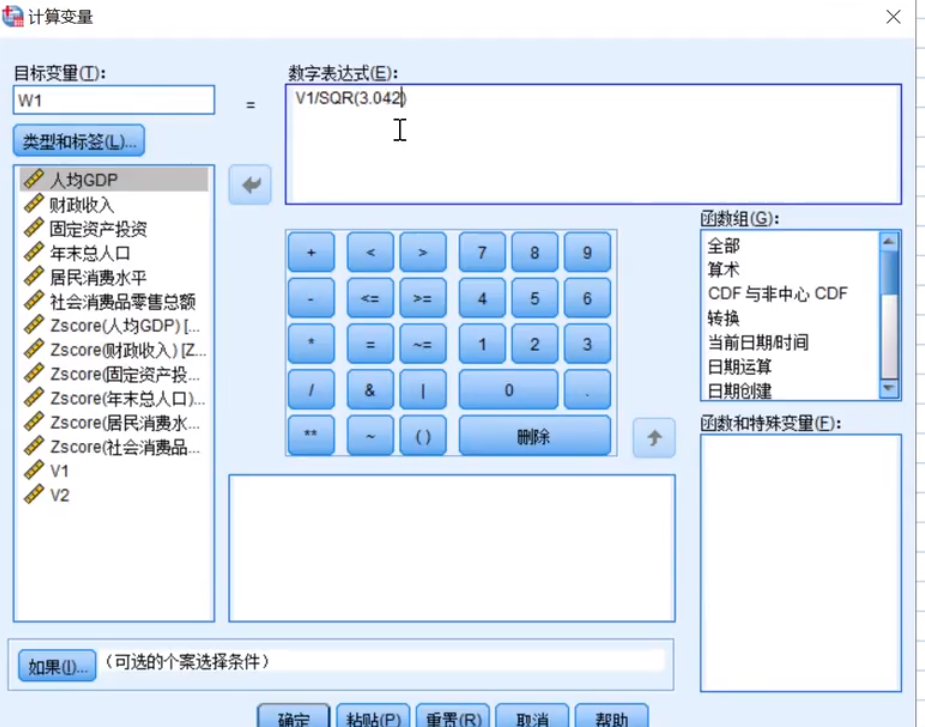 计算变量
目标变量(T):
W1
=
数字表达式(E):
V1/SQR(3.042)
类型和标签(L)...
人均GDP
财政收入
固定资产投资
年末总人口
居民消费水平
社会消费品零售总额
Zscore(人均GDP) [...
Zscore(财政收入) [Z...
Zscore(固定资产投...
Zscore(年末总人口)...
Zscore(居民消费水...
Zscore(社会消费品...
V1
V2
+ < > 7 8 9
- <= >= 4 5 6
* = ~= 1 2 3
/ & | 0 .
** ~ ( ) 删除
函数组(G):
全部
算术
CDF 与非中心 CDF
转换
当前日期/时间
日期运算
日期创建
函数和特殊变量(F):
如果(I)...
(可选的个案选择条件)
确定 粘贴(P) 重置(R) 取消 帮助